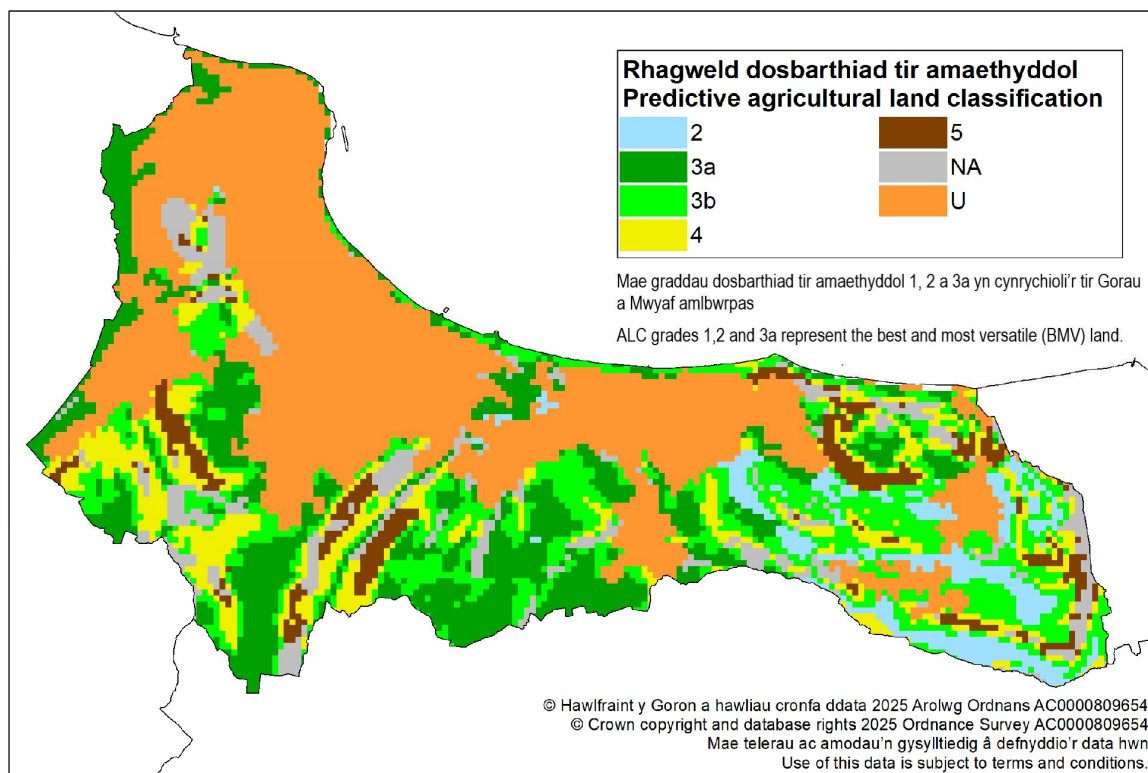 Rhagweld dosbarthiad tir amaethyddol
Predictive agricultural land classification
2
3a
3b
4
5
NA
U
Mae graddau dosbarthiad tir amaethyddol 1, 2 a 3a yn cynrychioli'r tir Gorau
a Mwyaf amlbwrpas
ALC grades 1,2 and 3a represent the best and most versatile (BMV) land.
© Hawlfraint y Goron a hawliau cronfa ddata 2025 Arolwg Ordnans AC0000809654
© Crown copyright and database rights 2025 Ordnance Survey AC0000809654
Mae telerau ac amodau'n gysylltiedig â defnyddio'r data hwn
Use of this data is subject to terms and conditions.